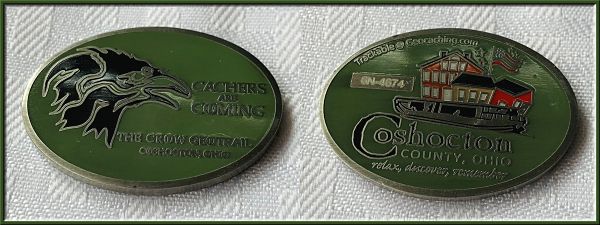 CACHERS
ARE
COMING
THE CROW GEOTRAIL
COSHOCTON, OHIO
Trackable @ Geocaching.com
GN-4674
Coshocton
COUNTY, OHIO
relax, discover, remember